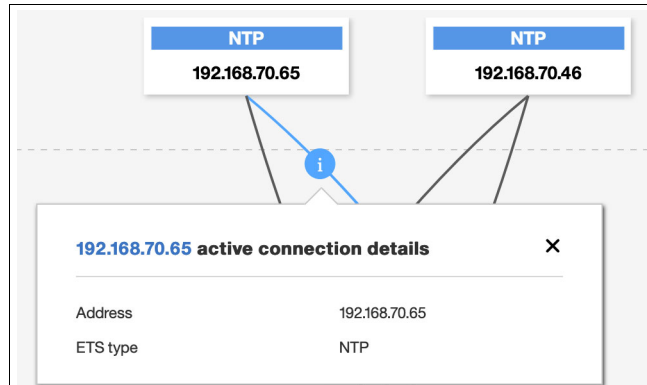 NTP
192.168.70.65
NTP
192.168.70.46
i
192.168.70.65 active connection details
Address 192.168.70.65
ETS type NTP